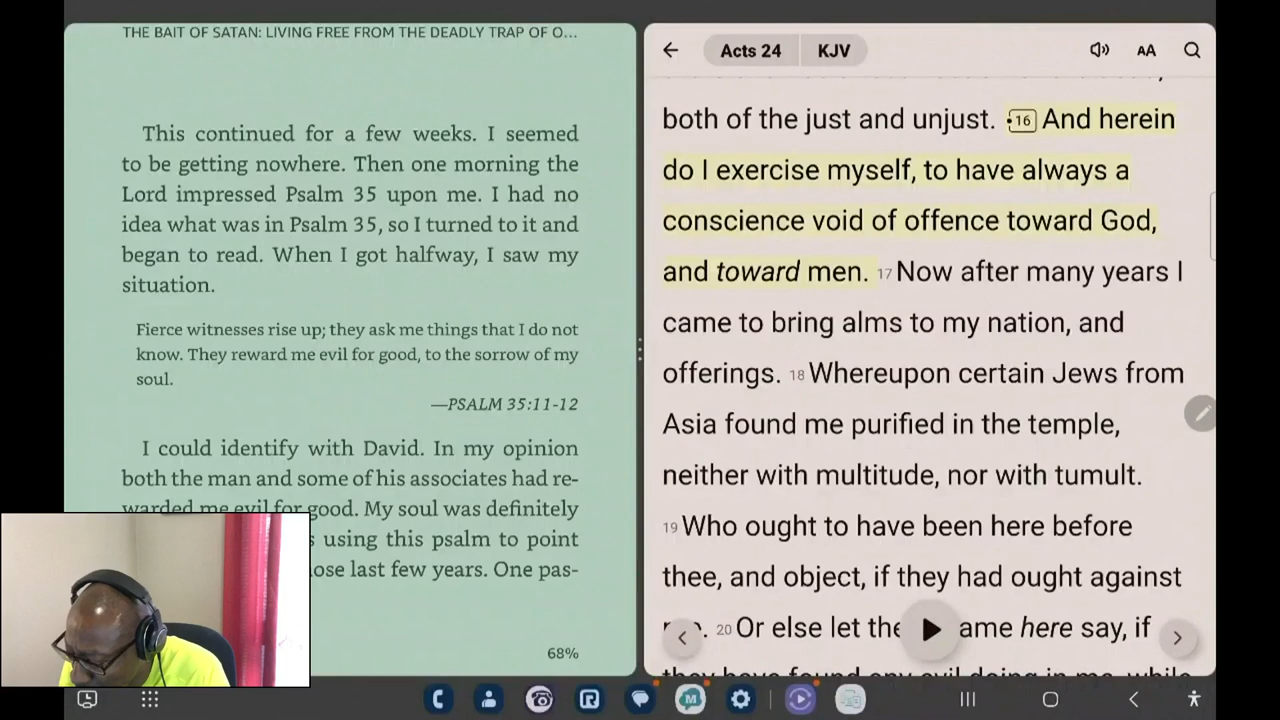 THE BAIT OF SATAN: LIVING FREE FROM THE DEADLY TRAP OF O...
This continued for a few weeks. I seemed
to be getting nowhere. Then one morning the
Lord impressed Psalm 35 upon me. I had no
idea what was in Psalm 35, so I turned to it and
began to read. When I got halfway, I saw my
situation.
Fierce witnesses rise up; they ask me things that I do not
know. They reward me evil for good, to the sorrow of my
soul.
—PSALM 35:11-12
I could identify with David. In my opinion
both the man and some of his associates had re-
warded me evil for good. My soul was definitely
using this psalm to point
last few years. One pas-
68%
Acts 24 KJV AA
both of the just and unjust. 16 And herein
do I exercise myself, to have always a
conscience void of offence toward God,
and toward men. 17 Now after many years I
came to bring alms to my nation, and
offerings. 18 Whereupon certain Jews from
Asia found me purified in the temple,
neither with multitude, nor with tumult.
19 Who ought to have been here before
thee, and object, if they had ought against
20 Or else let here say, if
they have found any evil doing in me, while